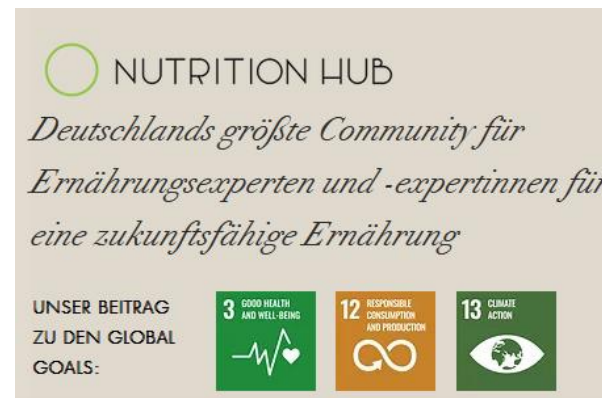 NUTRITION HUB
Deutschlands größte Community für
Ernährungsexperten und -expertinnen für
eine zukunftsfähige Ernährung
UNSER BEITRAG
ZU DEN GLOBAL
GOALS:
3 GOOD HEALTH
AND WELL-BEING
12 RESPONSIBLE
CONSUMPTION
AND PRODUCTION
13 CLIMATE
ACTION